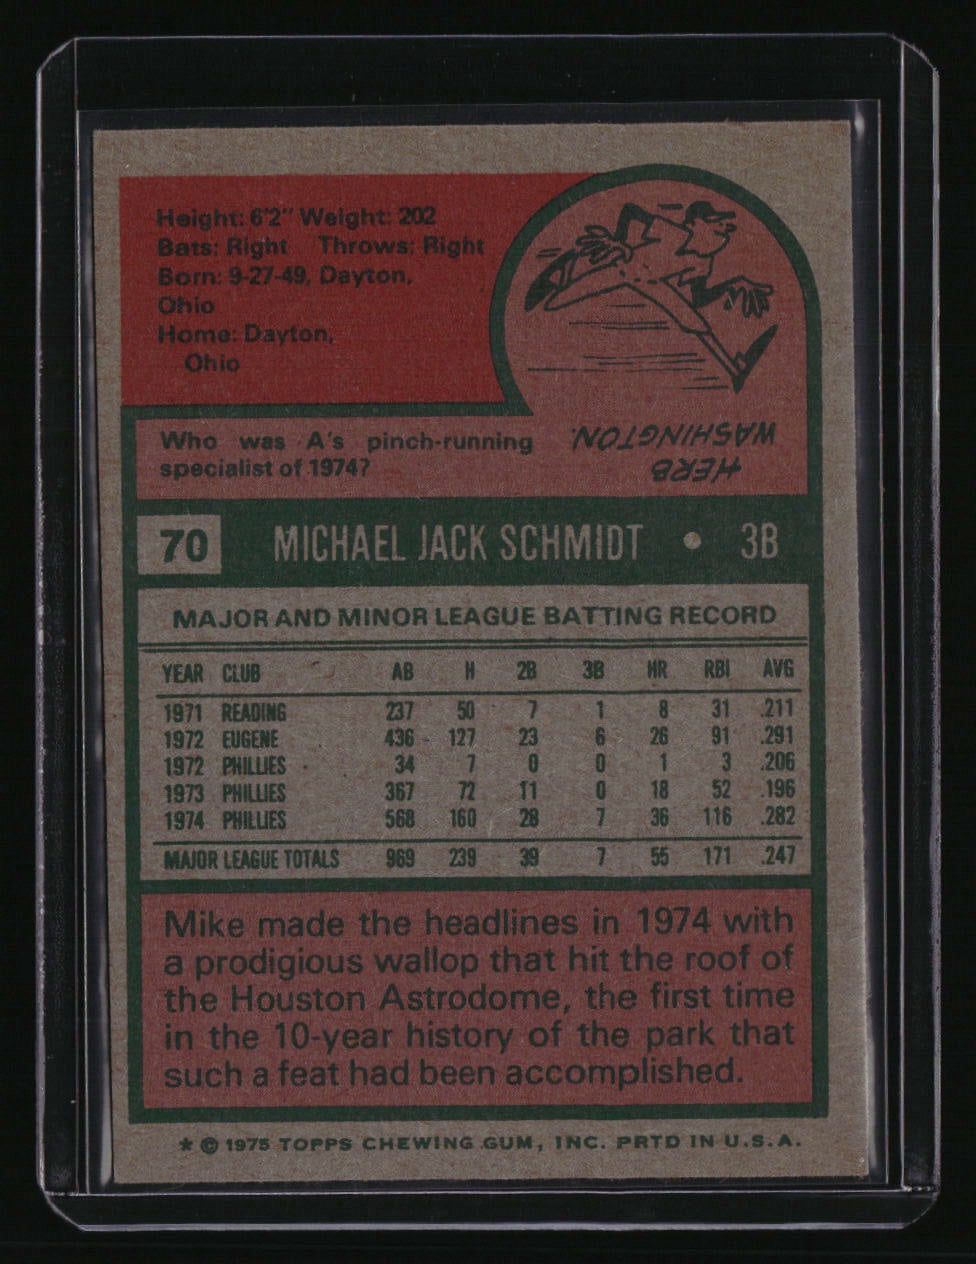 Height: 6'2" Weight: 202
Bats: Right Throws: Right
Born: 9-27-49, Dayton,
Ohio
Home: Dayton,
Ohio
Who was A's pinch-running
specialist of 1974?
HERB
WASHINGTON.
70 MICHAEL JACK SCHMIDT • 3B
MAJOR AND MINOR LEAGUE BATTING RECORD
YEAR CLUB AB H 2B 3B HR RBI AVG
1971 READING 237 50 7 1 8 31 .211
1972 EUGENE 436 127 23 6 26 91 .291
1972 PHILLIES 34 7 0 0 1 3 .206
1973 PHILLIES 367 72 11 0 18 52 .196
1974 PHILLIES 568 160 28 7 36 116 .282
MAJOR LEAGUE TOTALS 969 239 39 7 55 171 .247
Mike made the headlines in 1974 with
a prodigious wallop that hit the roof of
the Houston Astrodome, the first time
in the 10-year history of the park that
such a feat had been accomplished.
* © 1975 TOPPS CHEWING GUM, INC. PRTD IN U.S.A.